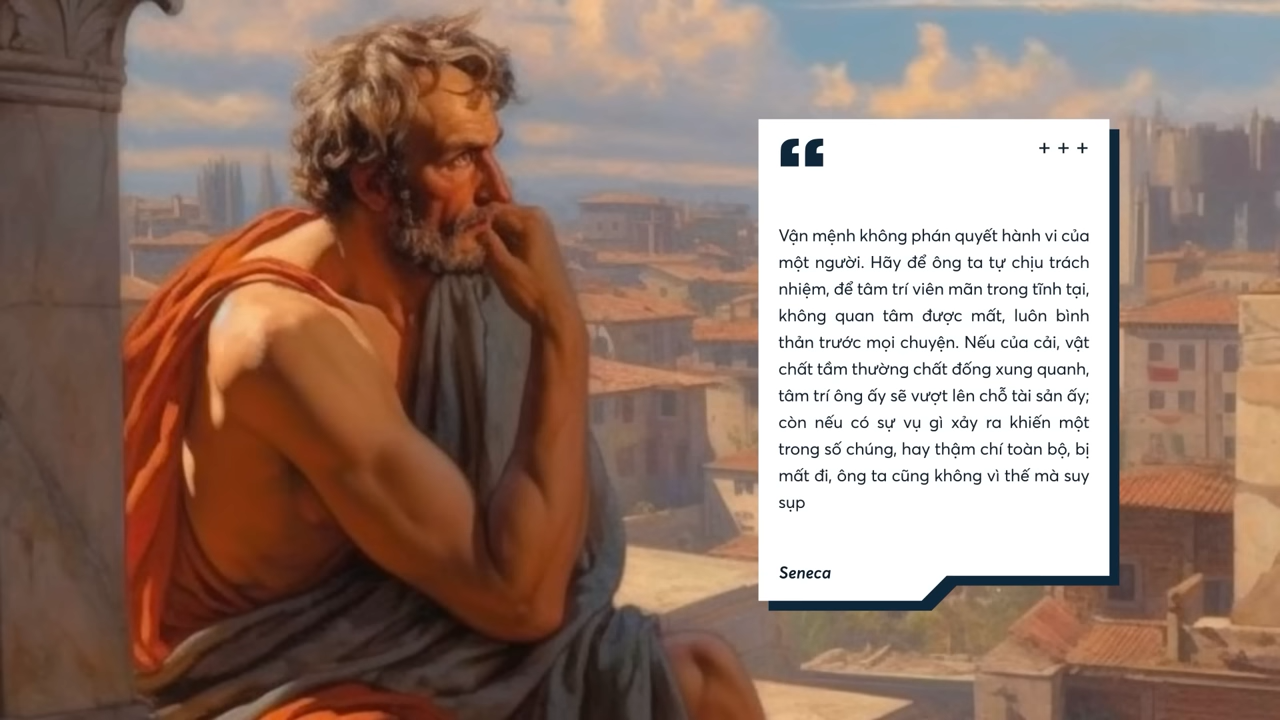 “
+ + +
Vận mệnh không phán quyết hành vi của
một người. Hãy để ông ta tự chịu trách
nhiệm, để tâm trí viên mãn trong tĩnh tại,
không quan tâm được mất, luôn bình
thản trước mọi chuyện. Nếu của cải, vật
chất tầm thường chất đống xung quanh,
tâm trí ông ấy sẽ vượt lên chỗ tài sản ấy;
còn nếu có sự vụ gì xảy ra khiến một
trong số chúng, hay thậm chí toàn bộ, bị
mất đi, ông ta cũng không vì thế mà suy
sụp
Seneca